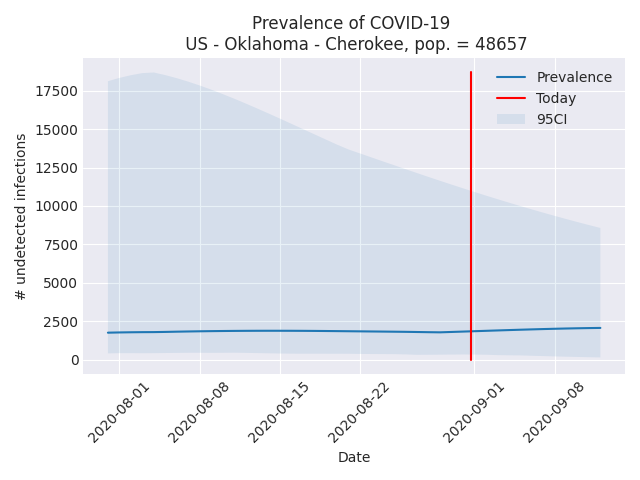 Prevalence of COVID-19
US - Oklahoma - Cherokee, pop. = 48657
Prevalence
Today
95CI
17500
15000
12500
10000
7500
5000
2500
0
# undetected infections
2020-08-01
2020-08-08
2020-08-15
2020-08-22
2020-09-01
2020-09-08
Date